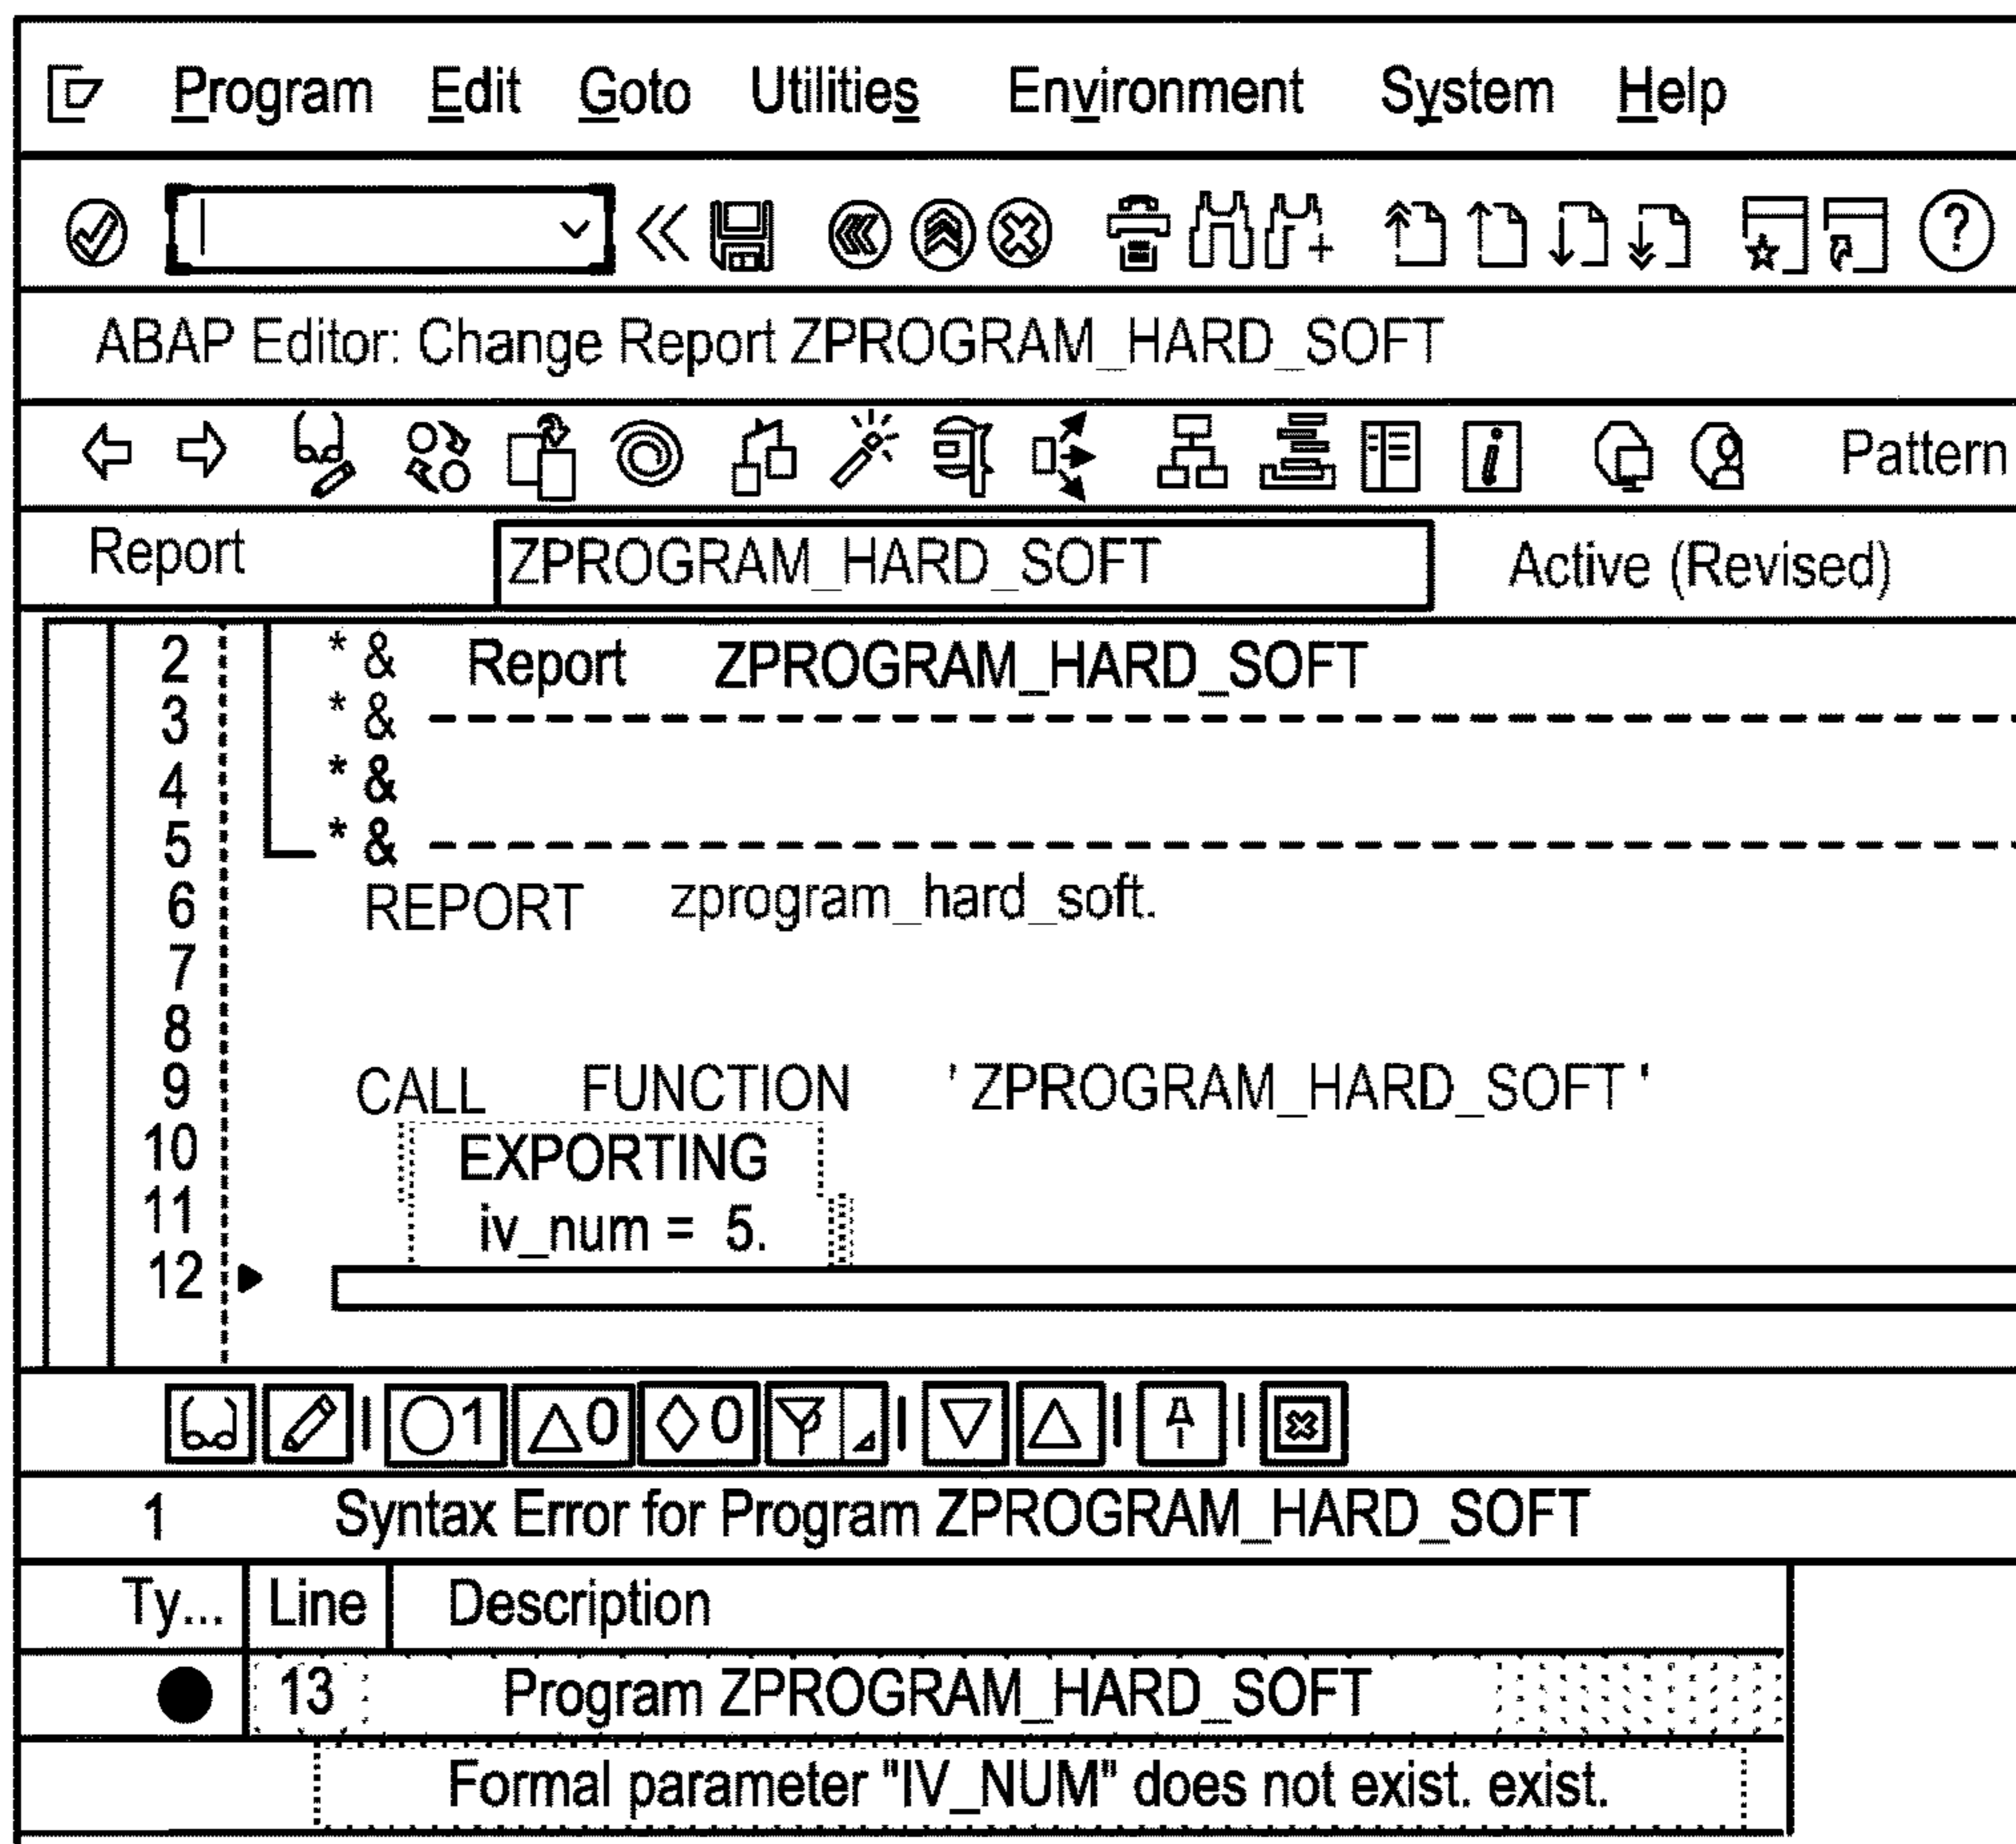 Program Edit Goto Utilities Environment System Help
ABAP Editor: Change Report ZPROGRAM_HARD_SOFT
Pattern
Report ZPROGRAM_HARD_SOFT Active (Revised)
2 * & Report ZPROGRAM_HARD_SOFT
3 * & - - - - - - - - - - - - - - - - - - - - - - - - - - - - - - - - - - - - - - - -
4 * &
5 * & - - - - - - - - - - - - - - - - - - - - - - - - - - - - - - - - - - - - - - - -
6 REPORT zprogram_hard_soft.
7
8
9 CALL FUNCTION ' ZPROGRAM_HARD_SOFT '
10 EXPORTING
11 iv_num = 5.
12
1 0 0
1 Syntax Error for Program ZPROGRAM_HARD_SOFT
Ty... Line Description
13 Program ZPROGRAM_HARD_SOFT
Formal parameter "IV_NUM" does not exist. exist.